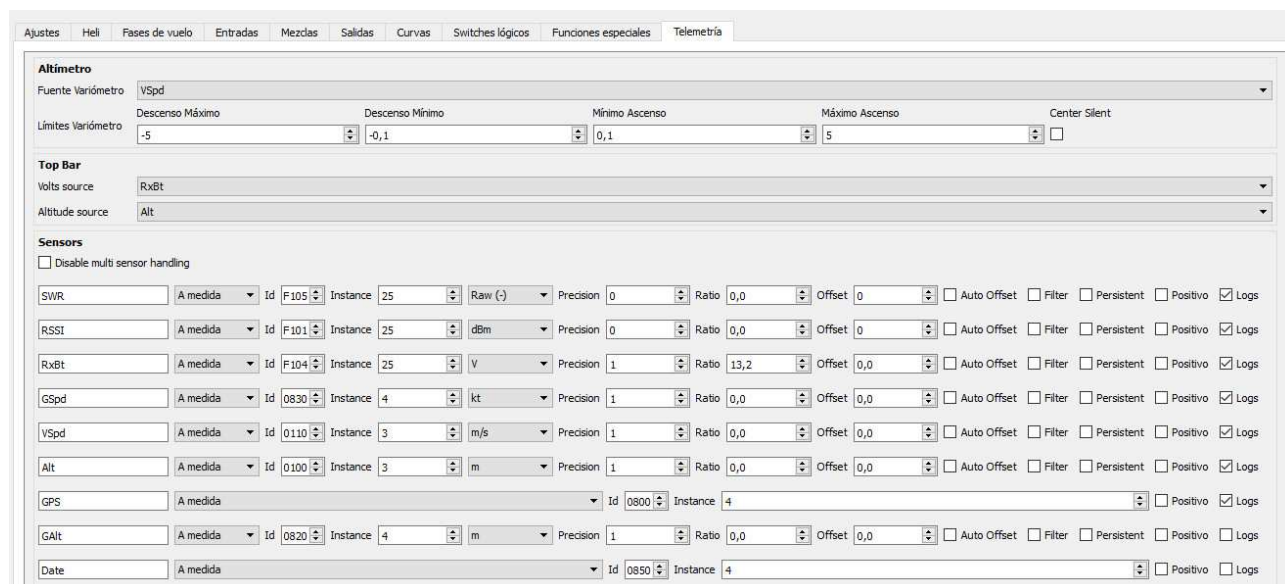 Ajustes Heli Fases de vuelo Entradas Mezclas Salidas Curvas Switches lógicos Funciones especiales Telemetría
Altímetro
Fuente Variómetro VSpd
Descenso Máximo Descenso Mínimo Mínimo Ascenso Máximo Ascenso Center Silent
Límites Variómetro -5 -0,1 0,1 5
Top Bar
Volts source RxBt
Altitude source Alt
Sensors
Disable multi sensor handling
SWR A medida Id F105 Instance 25 Raw (-) Precision 0 Ratio 0,0 Offset 0 Auto Offset Filter Persistent Positivo Logs
RSSI A medida Id F101 Instance 25 dBm Precision 0 Ratio 0,0 Offset 0 Auto Offset Filter Persistent Positivo Logs
RxBt A medida Id F104 Instance 25 V Precision 1 Ratio 13,2 Offset 0,0 Auto Offset Filter Persistent Positivo Logs
GSpd A medida Id 0830 Instance 4 kt Precision 1 Ratio 0,0 Offset 0,0 Auto Offset Filter Persistent Positivo Logs
VSpd A medida Id 0110 Instance 3 m/s Precision 1 Ratio 0,0 Offset 0,0 Auto Offset Filter Persistent Positivo Logs
Alt A medida Id 0100 Instance 3 m Precision 1 Ratio 0,0 Offset 0,0 Auto Offset Filter Persistent Positivo Logs
GPS A medida Id 0800 Instance 4 Positivo Logs
GAlt A medida Id 0820 Instance 4 m Precision 1 Ratio 0,0 Offset 0,0 Auto Offset Filter Persistent Positivo Logs
Date A medida Id 0850 Instance 4 Positivo Logs